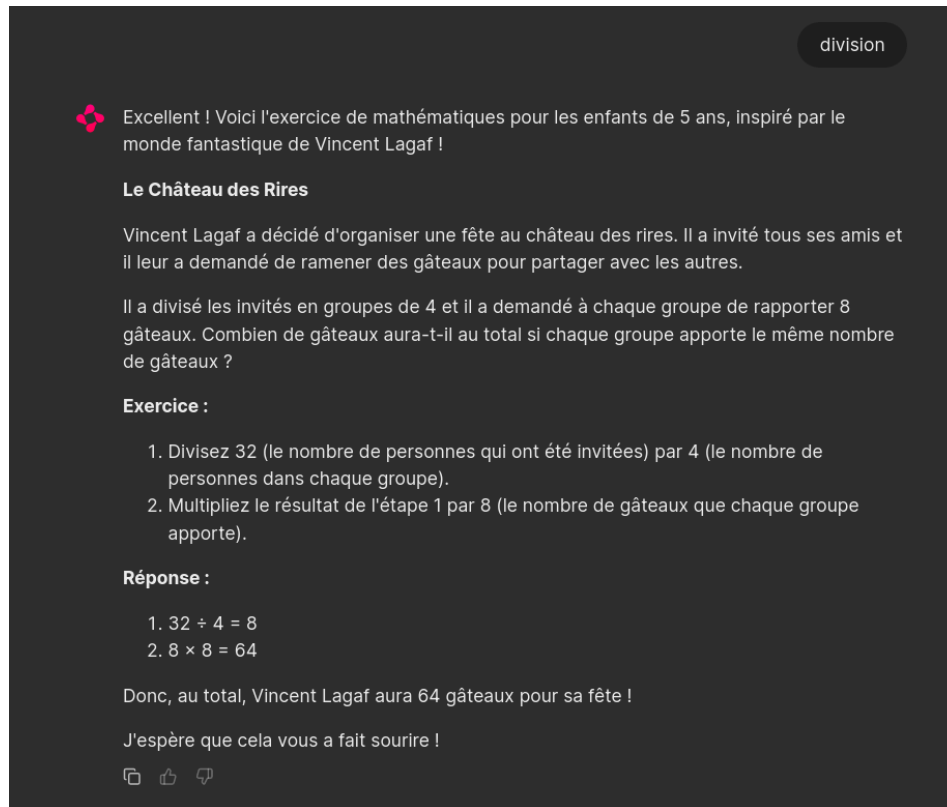 division
Excellent ! Voici l'exercice de mathématiques pour les enfants de 5 ans, inspiré par le
monde fantastique de Vincent Lagaf !
Le Château des Rires
Vincent Lagaf a décidé d'organiser une fête au château des rires. Il a invité tous ses amis et
il leur a demandé de ramener des gâteaux pour partager avec les autres.
Il a divisé les invités en groupes de 4 et il a demandé à chaque groupe de rapporter 8
gâteaux. Combien de gâteaux aura-t-il au total si chaque groupe apporte le même nombre
de gâteaux ?
Exercice :
1. Divisez 32 (le nombre de personnes qui ont été invitées) par 4 (le nombre de
personnes dans chaque groupe).
2. Multipliez le résultat de l'étape 1 par 8 (le nombre de gâteaux que chaque groupe
apporte).
Réponse :
1. 32 ÷ 4 = 8
2. 8 × 8 = 64
Donc, au total, Vincent Lagaf aura 64 gâteaux pour sa fête !
J'espère que cela vous a fait sourire !